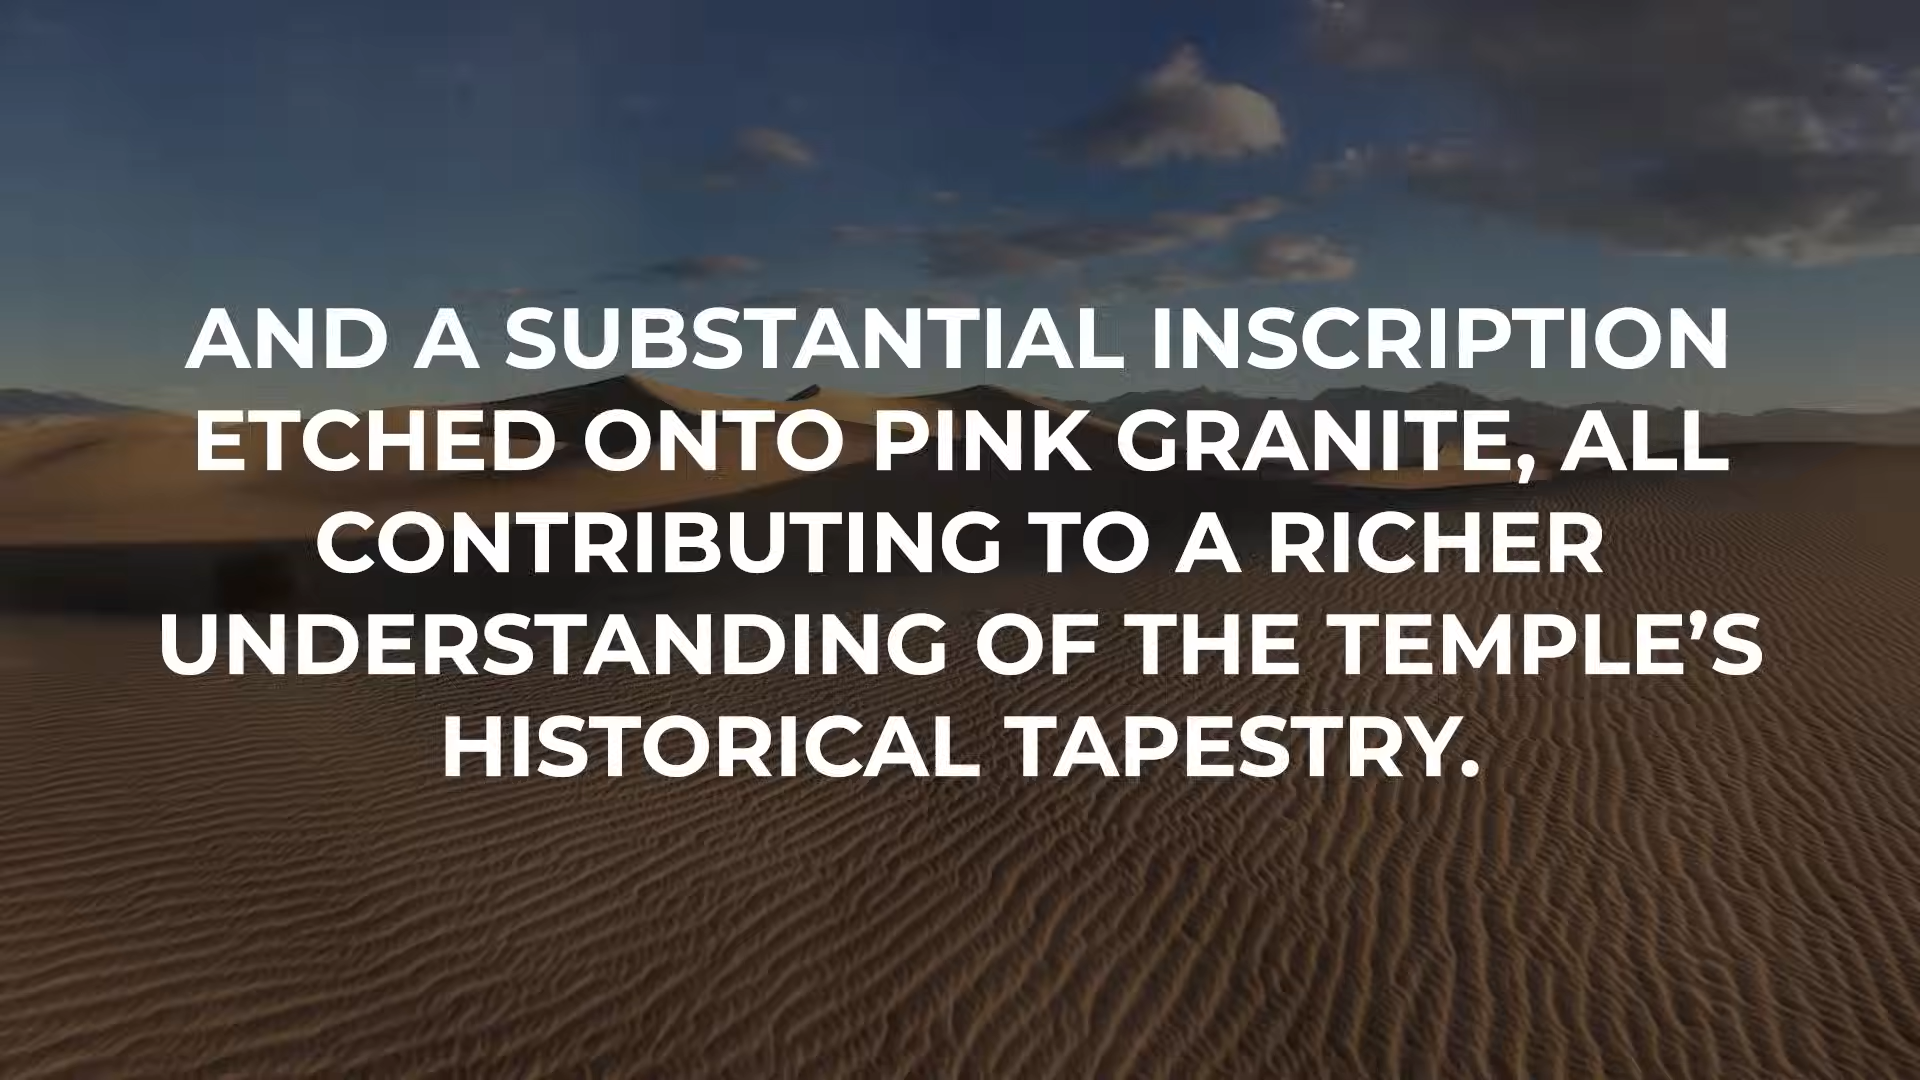 AND A SUBSTANTIAL INSCRIPTION
ETCHED ONTO PINK GRANITE, ALL
CONTRIBUTING TO A RICHER
UNDERSTANDING OF THE TEMPLE’S
HISTORICAL TAPESTRY.